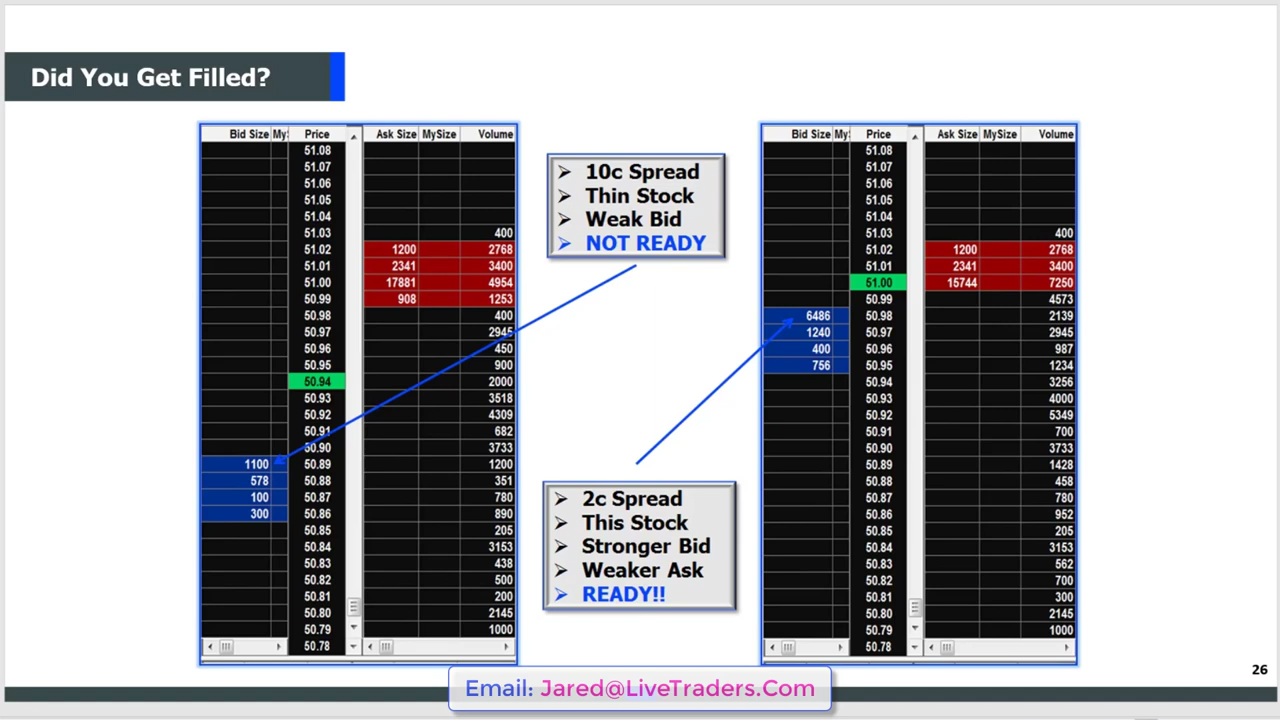 Did You Get Filled?
Bid Size My Price Ask Size MySize Volume
51.08
51.07
51.06
51.05
51.04
51.03 400
51.02 1200 2768
51.01 2341 3400
51.00 17881 4954
50.99 908 1253
50.98 400
50.97 2945
50.96 450
50.95 900
50.94 2000
50.93 3518
50.92 4309
50.91 682
50.90 3733
1100 50.89 1200
578 50.88 351
100 50.87 780
300 50.86 890
50.85 205
50.84 3153
50.83 438
50.82 500
50.81 200
50.80 2145
50.79 1000
50.78
10c Spread
Thin Stock
Weak Bid
NOT READY
2c Spread
This Stock
Stronger Bid
Weaker Ask
READY!!
Bid Size My Price Ask Size MySize Volume
51.08
51.07
51.06
51.05
51.04
51.03 400
51.02 1200 2768
51.01 2341 3400
51.00 15744 7250
50.99 4573
6486 50.98 2139
1240 50.97 2945
400 50.96 987
756 50.95 1234
50.94 3256
50.93 4000
50.92 5349
50.91 700
50.90 3733
50.89 1428
50.88 458
50.87 780
50.86 952
50.85 205
50.84 3153
50.83 562
50.82 700
50.81 300
50.80 2145
50.79 1000
50.78
26
Email: Jared@LiveTraders.Com